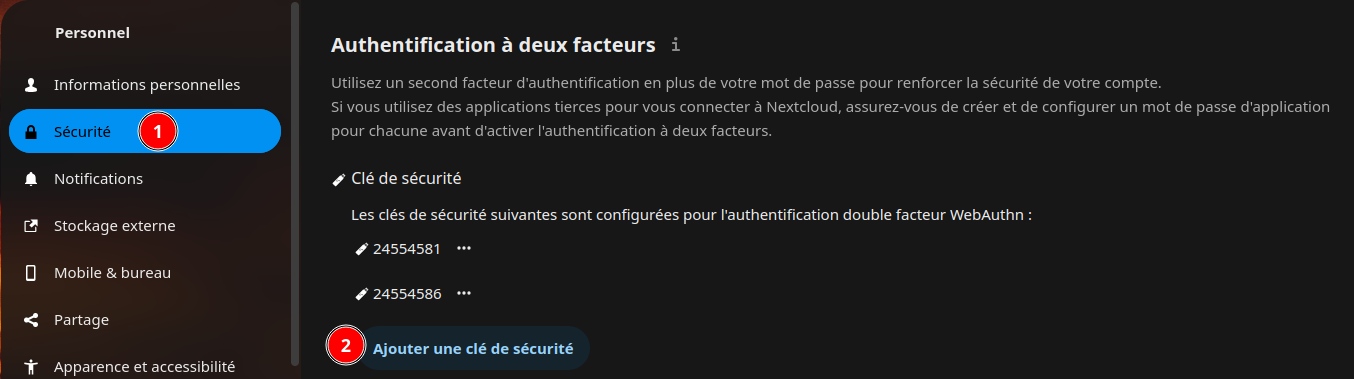 Personnel
Informations personnelles
Sécurité
1
Notifications
Stockage externe
Mobile & bureau
Partage
Apparence et accessibilité
Authentification à deux facteurs
Utilisez un second facteur d'authentification en plus de votre mot de passe pour renforcer la sécurité de votre compte.
Si vous utilisez des applications tierces pour vous connecter à Nextcloud, assurez-vous de créer et de configurer un mot de passe d'application
pour chacune avant d'activer l'authentification à deux facteurs.
Clé de sécurité
Les clés de sécurité suivantes sont configurées pour l'authentification double facteur WebAuthn :
24554581
24554586
2
Ajouter une clé de sécurité